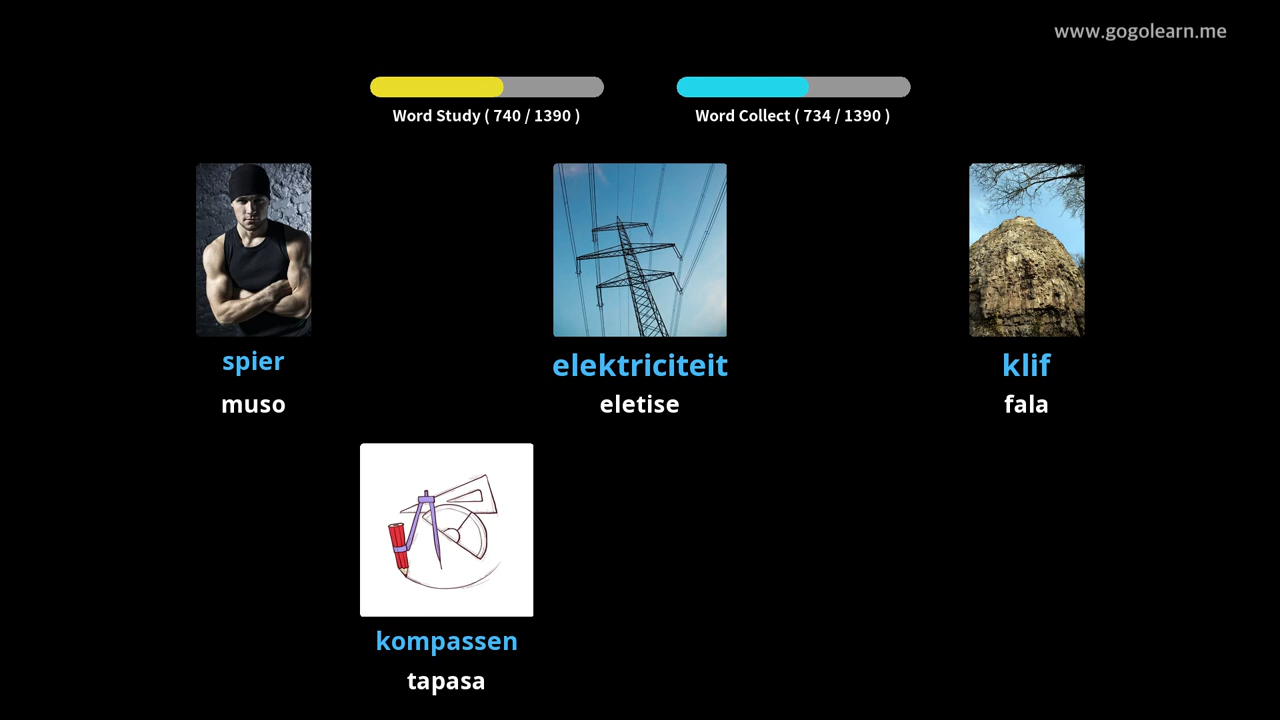 www.gogolearn.me
Word Study ( 740 / 1390 )
Word Collect ( 734 / 1390 )
spier
muso
elektriciteit
eletise
klif
fala
kompassen
tapasa